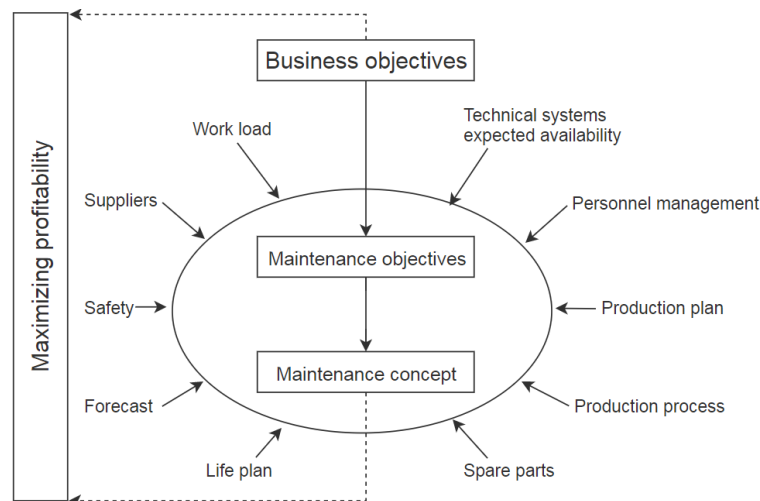 Business objectives
Work load
Technical systems
expected availability
Suppliers
Personnel management
Maximizing profitability
Maintenance objectives
Safety
Production plan
Maintenance concept
Forecast
Production process
Life plan
Spare parts